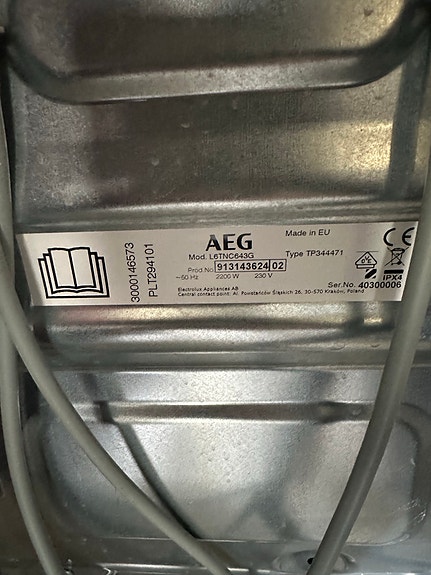 AEG
Made in EU
Mod. L6TNC643G
Type TP344471
Prod.No. 913143624 02
~50 Hz 2200 W 230 V
IPX4
Ser.No. 40300006
Electrolux Appliances AB
Central contact point: Al. Powstańców Śląskich 26, 30-570 Kraków, Poland
3000146573
PLT294101
CE